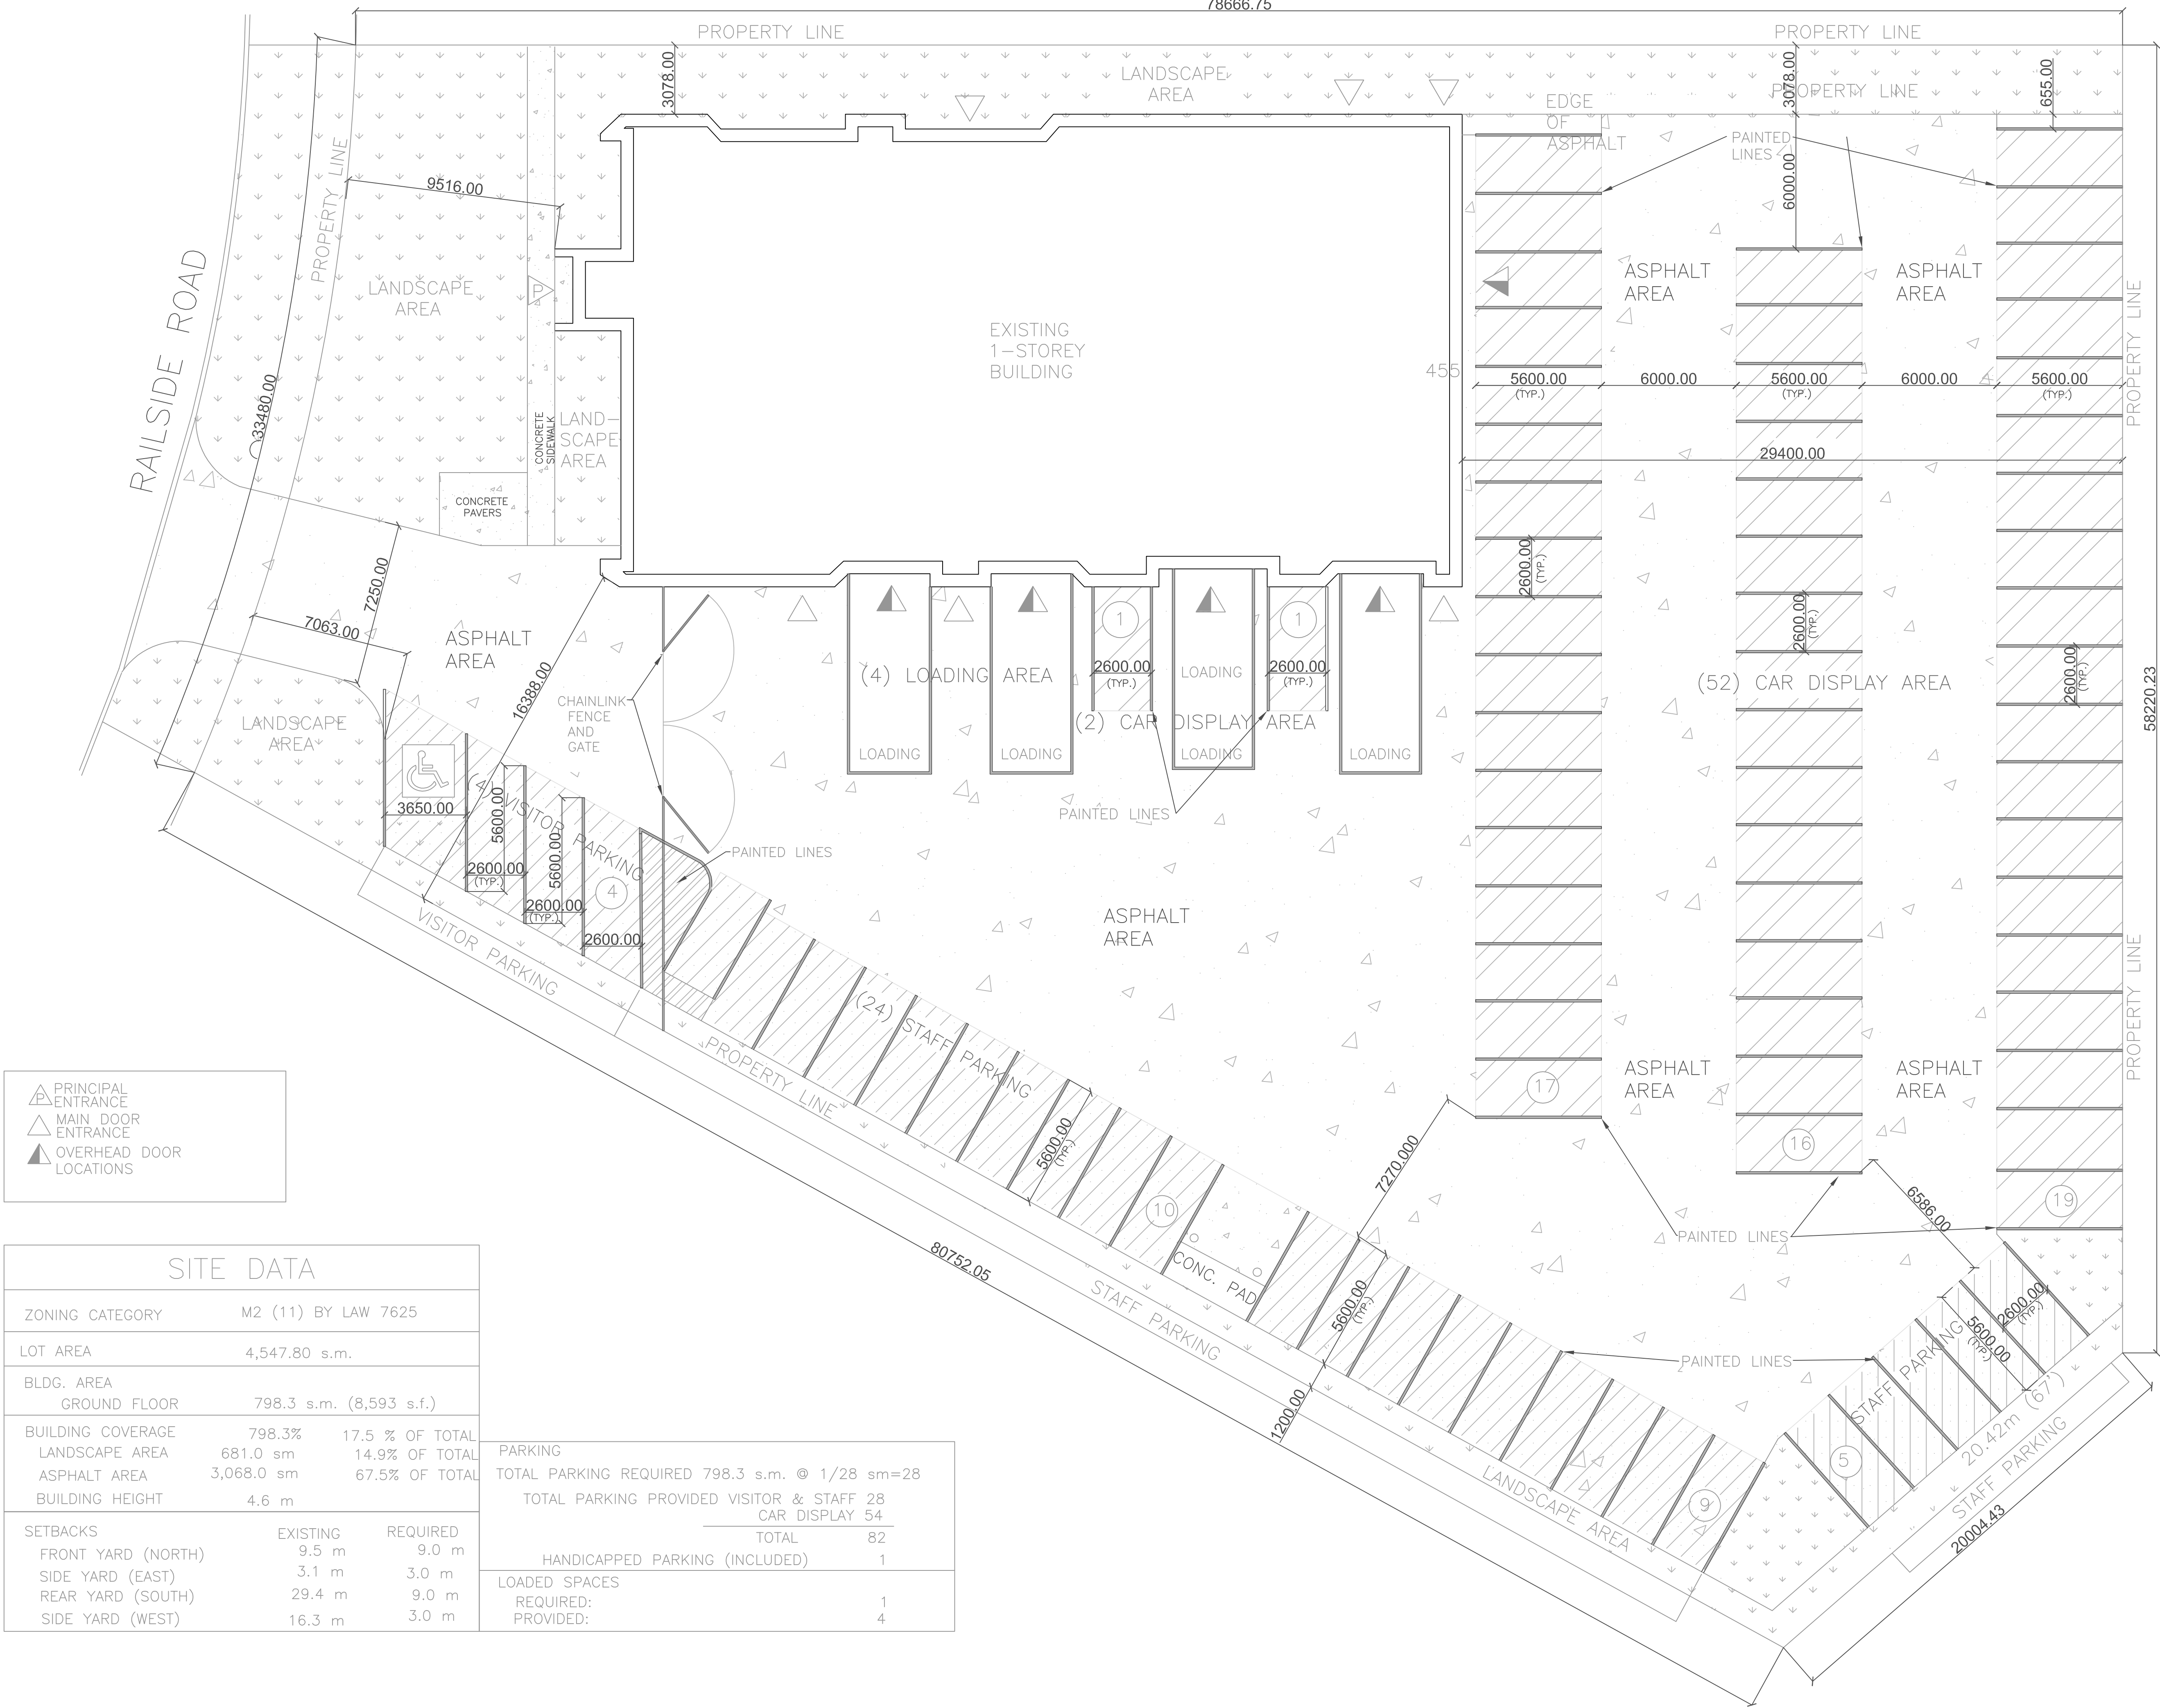 78666.75
PROPERTY LINE
PROPERTY LINE
3078.00
LANDSCAPE
AREA
3078.00
PROPERTY LINE
655.00
EDGE
OF
ASPHALT
PAINTED
LINES
6000.00
PROPERTY LINE
9516.00
RAILSIDE ROAD
LANDSCAPE
AREA
P
ASPHALT
AREA
ASPHALT
AREA
PROPERTY LINE
EXISTING
1-STOREY
BUILDING
455
5600.00
(TYP.)
6000.00
5600.00
(TYP.)
6000.00
5600.00
(TYP.)
33480.00
CONCRETE
SIDEWALK
LAND-
SCAPE
AREA
29400.00
CONCRETE
PAVERS
7250.00
7063.00
ASPHALT
AREA
16388.00
2600.00
(TYP.)
2600.00
(TYP.)
2600.00
(TYP.)
1
1
(4) LOADING AREA
2600.00
(TYP.)
LOADING
2600.00
(TYP.)
(52) CAR DISPLAY AREA
58220.23
CHAINLINK
FENCE
AND
GATE
(2) CAR DISPLAY AREA
LANDSCAPE
AREA
LOADING
LOADING
LOADING
LOADING
PAINTED LINES
3650.00
(4) VISITOR PARKING
5600.00
5600.00
2600.00
(TYP.)
2600.00
(TYP.)
2600.00
4
PAINTED LINES
VISITOR PARKING
ASPHALT
AREA
PROPERTY LINE
(24) STAFF PARKING
PROPERTY LINE
ASPHALT
AREA
ASPHALT
AREA
17
16
19
5600.00
(TYP.)
7270.000
10
6586.00
PAINTED LINES
CONC. PAD
80752.05
STAFF PARKING
5600.00
(TYP.)
2600.00
(TYP.)
5600.00
(TYP.)
PAINTED LINES
STAFF PARKING
1200.00
5
20.42m (67')
STAFF PARKING
LANDSCAPE AREA
9
20004.43
P
PRINCIPAL
ENTRANCE
MAIN DOOR
ENTRANCE
OVERHEAD DOOR
LOCATIONS
SITE DATA
ZONING CATEGORY M2 (11) BY LAW 7625
LOT AREA 4,547.80 s.m.
BLDG. AREA
GROUND FLOOR 798.3 s.m. (8,593 s.f.)
BUILDING COVERAGE 798.3% 17.5 % OF TOTAL
LANDSCAPE AREA 681.0 sm 14.9% OF TOTAL
ASPHALT AREA 3,068.0 sm 67.5% OF TOTAL
BUILDING HEIGHT 4.6 m
SETBACKS EXISTING REQUIRED
FRONT YARD (NORTH) 9.5 m 9.0 m
SIDE YARD (EAST) 3.1 m 3.0 m
REAR YARD (SOUTH) 29.4 m 9.0 m
SIDE YARD (WEST) 16.3 m 3.0 m
PARKING
TOTAL PARKING REQUIRED 798.3 s.m. @ 1/28 sm=28
TOTAL PARKING PROVIDED VISITOR & STAFF 28
CAR DISPLAY 54
TOTAL 82
HANDICAPPED PARKING (INCLUDED) 1
LOADED SPACES
REQUIRED: 1
PROVIDED: 4